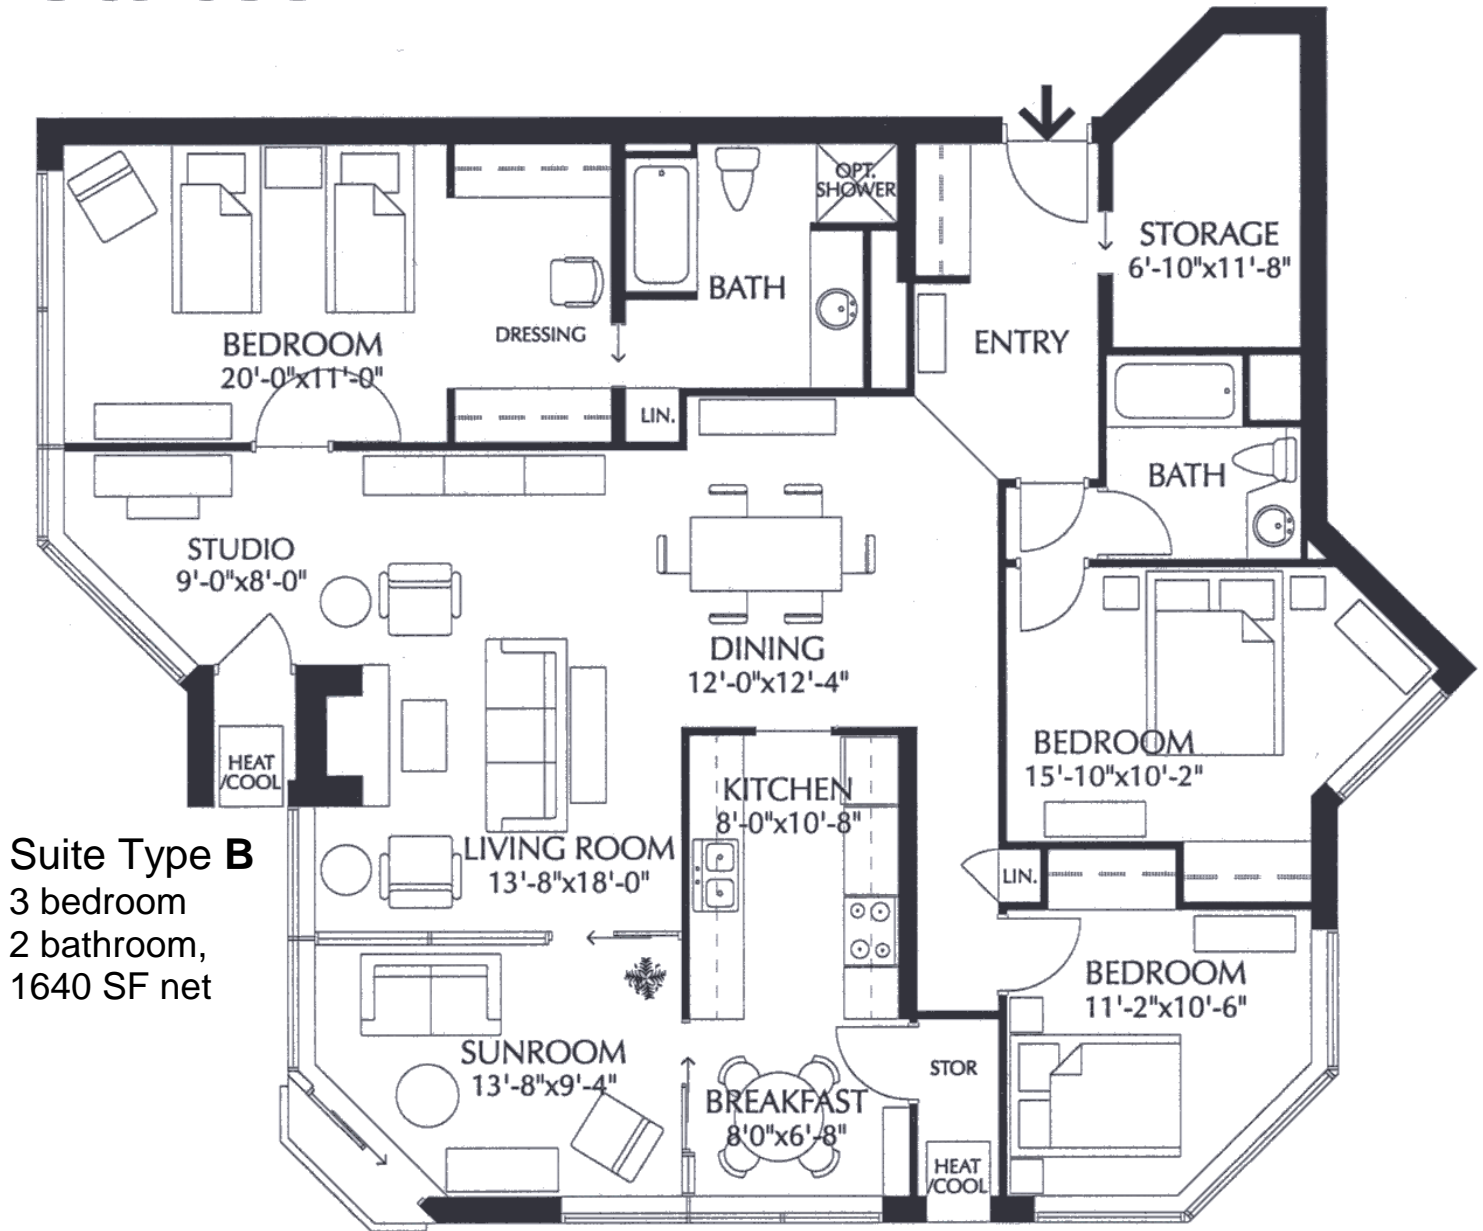 OPT.
SHOWER
STORAGE
6'-10"x11'-8"
BATH
DRESSING
BEDROOM
20'-0"x11'-0"
ENTRY
LIN.
BATH
STUDIO
9'-0"x8'-0"
DINING
12'-0"x12'-4"
HEAT
/COOL
BEDROOM
15'-10"x10'-2"
KITCHEN
8'-0"x10'-8"
LIVING ROOM
13'-8"x18'-0"
Suite Type B
3 bedroom
2 bathroom,
1640 SF net
LIN.
BEDROOM
11'-2"x10'-6"
SUNROOM
13'-8"x9'-4"
STOR
BREAKFAST
8'0"x6'-8"
HEAT
/COOL